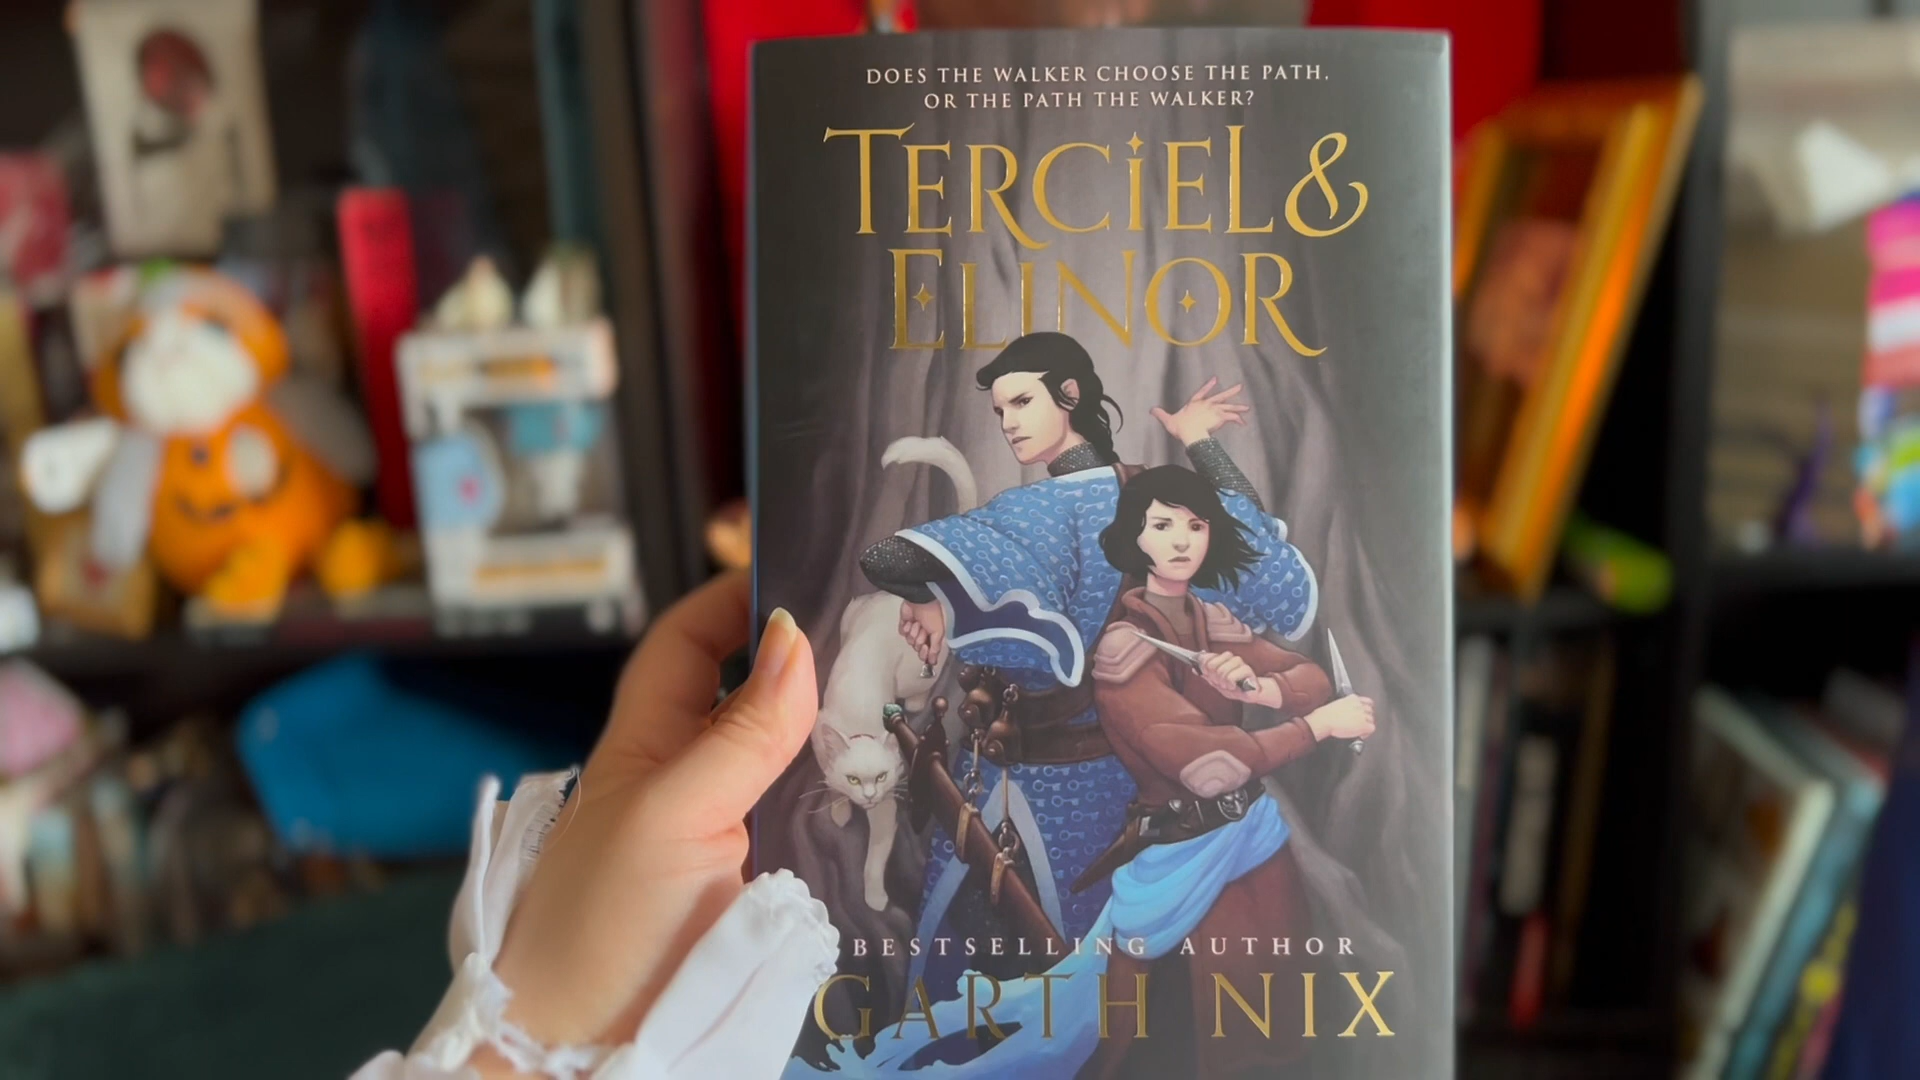 DOES THE WALKER CHOOSE THE PATH,
OR THE PATH THE WALKER?
TERCIEL &
ELINOR
BESTSELLING AUTHOR
GARTH NIX